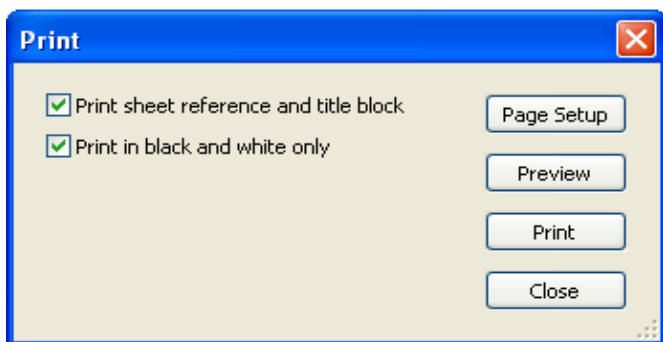 Print
Print sheet reference and title block
Print in black and white only
Page Setup
Preview
Print
Close